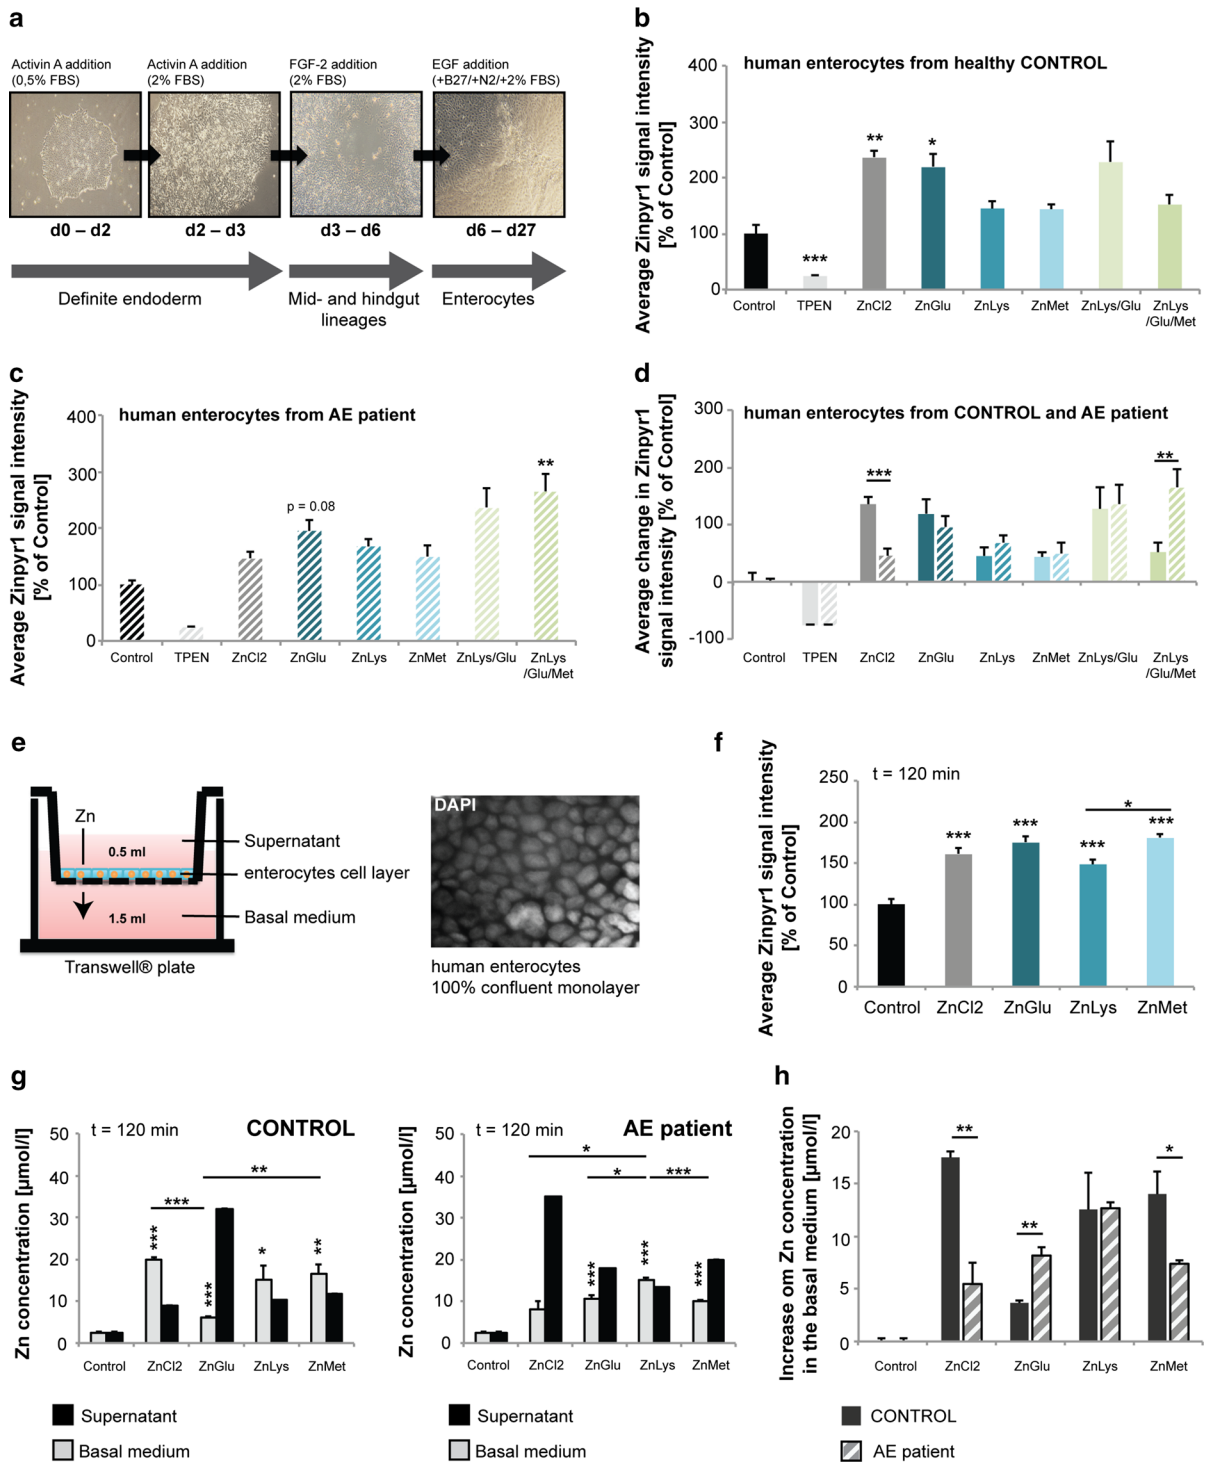 a
Activin A addition
(0,5% FBS)
Activin A addition
(2% FBS)
FGF-2 addition
(2% FBS)
EGF addition
(+B27/+N2/+2% FBS)
d0 – d2
d2 – d3
d3 – d6
d6 – d27
Definite endoderm
Mid- and hindgut
lineages
Enterocytes
b
Average Zinpyr1 signal intensity
[% of Control]
human enterocytes from healthy CONTROL
400
300
200
100
0
***
**
*
Control
TPEN
ZnCl2
ZnGlu
ZnLys
ZnMet
ZnLys/Glu
ZnLys
/Glu/Met
c
Average Zinpyr1 signal intensity
[% of Control]
human enterocytes from AE patient
400
300
200
100
0
p = 0.08
**
Control
TPEN
ZnCl2
ZnGlu
ZnLys
ZnMet
ZnLys/Glu
ZnLys
/Glu/Met
d
Average change in Zinpyr1
signal intensity [% of Control]
human enterocytes from CONTROL and AE patient
300
200
100
0
-100
***
**
Control
TPEN
ZnCl2
ZnGlu
ZnLys
ZnMet
ZnLys/Glu
ZnLys
/Glu/Met
e
Zn
0.5 ml
1.5 ml
Supernatant
enterocytes cell layer
Basal medium
Transwell® plate
DAPI
human enterocytes
100% confluent monolayer
f
Average Zinpyr1 signal intensity
[% of Control]
t = 120 min
250
200
150
100
50
0
***
***
***
*
***
Control
ZnCl2
ZnGlu
ZnLys
ZnMet
g
Zn concentration [µmol/l]
t = 120 min
CONTROL
50
40
30
20
10
0
***
***
***
*
**
**
Control
ZnCl2
ZnGlu
ZnLys
ZnMet
Supernatant
Basal medium
Zn concentration [µmol/l]
t = 120 min
AE patient
50
40
30
20
10
0
*
*
***
***
***
***
Control
ZnCl2
ZnGlu
ZnLys
ZnMet
Supernatant
Basal medium
h
Increase om Zn concentration
in the basal medium [µmol/l]
20
15
10
5
0
**
**
*
Control
ZnCl2
ZnGlu
ZnLys
ZnMet
CONTROL
AE patient